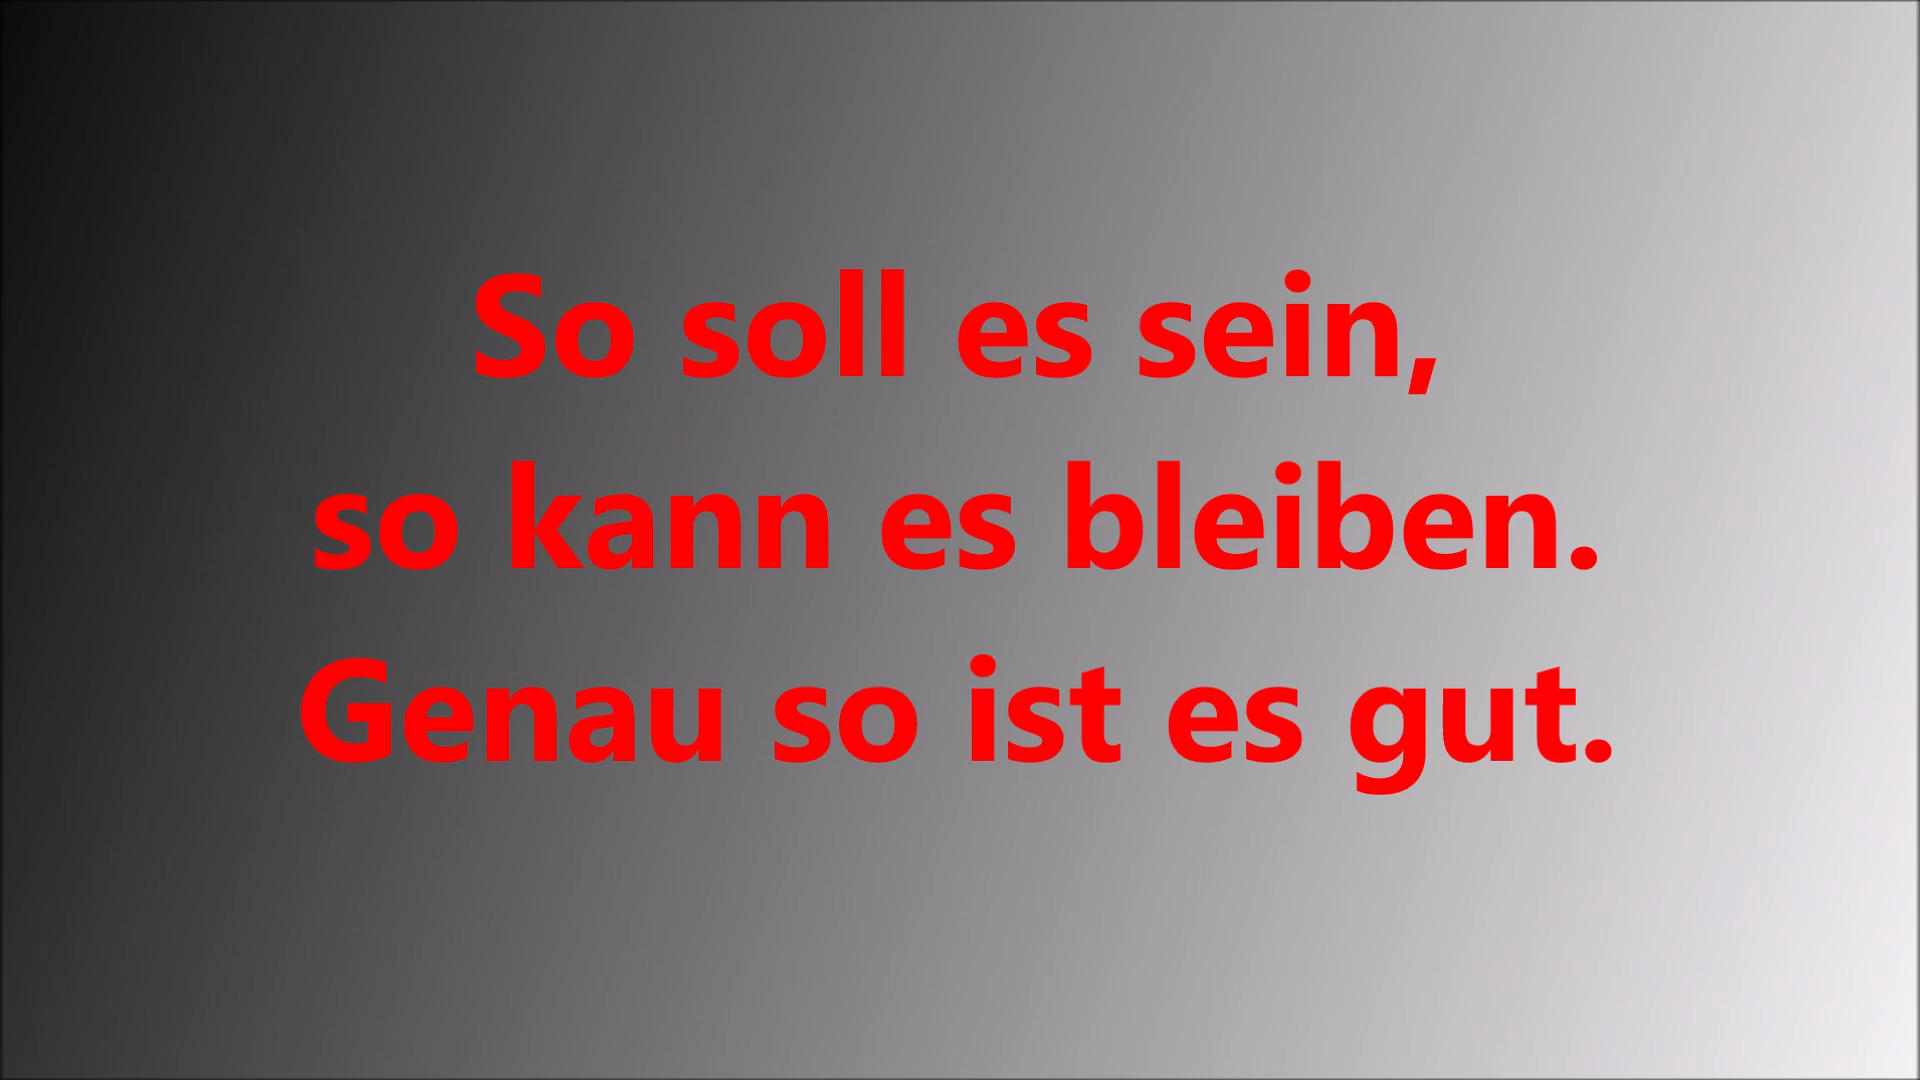 So soll es sein,
so kann es bleiben.
Genau so ist es gut.